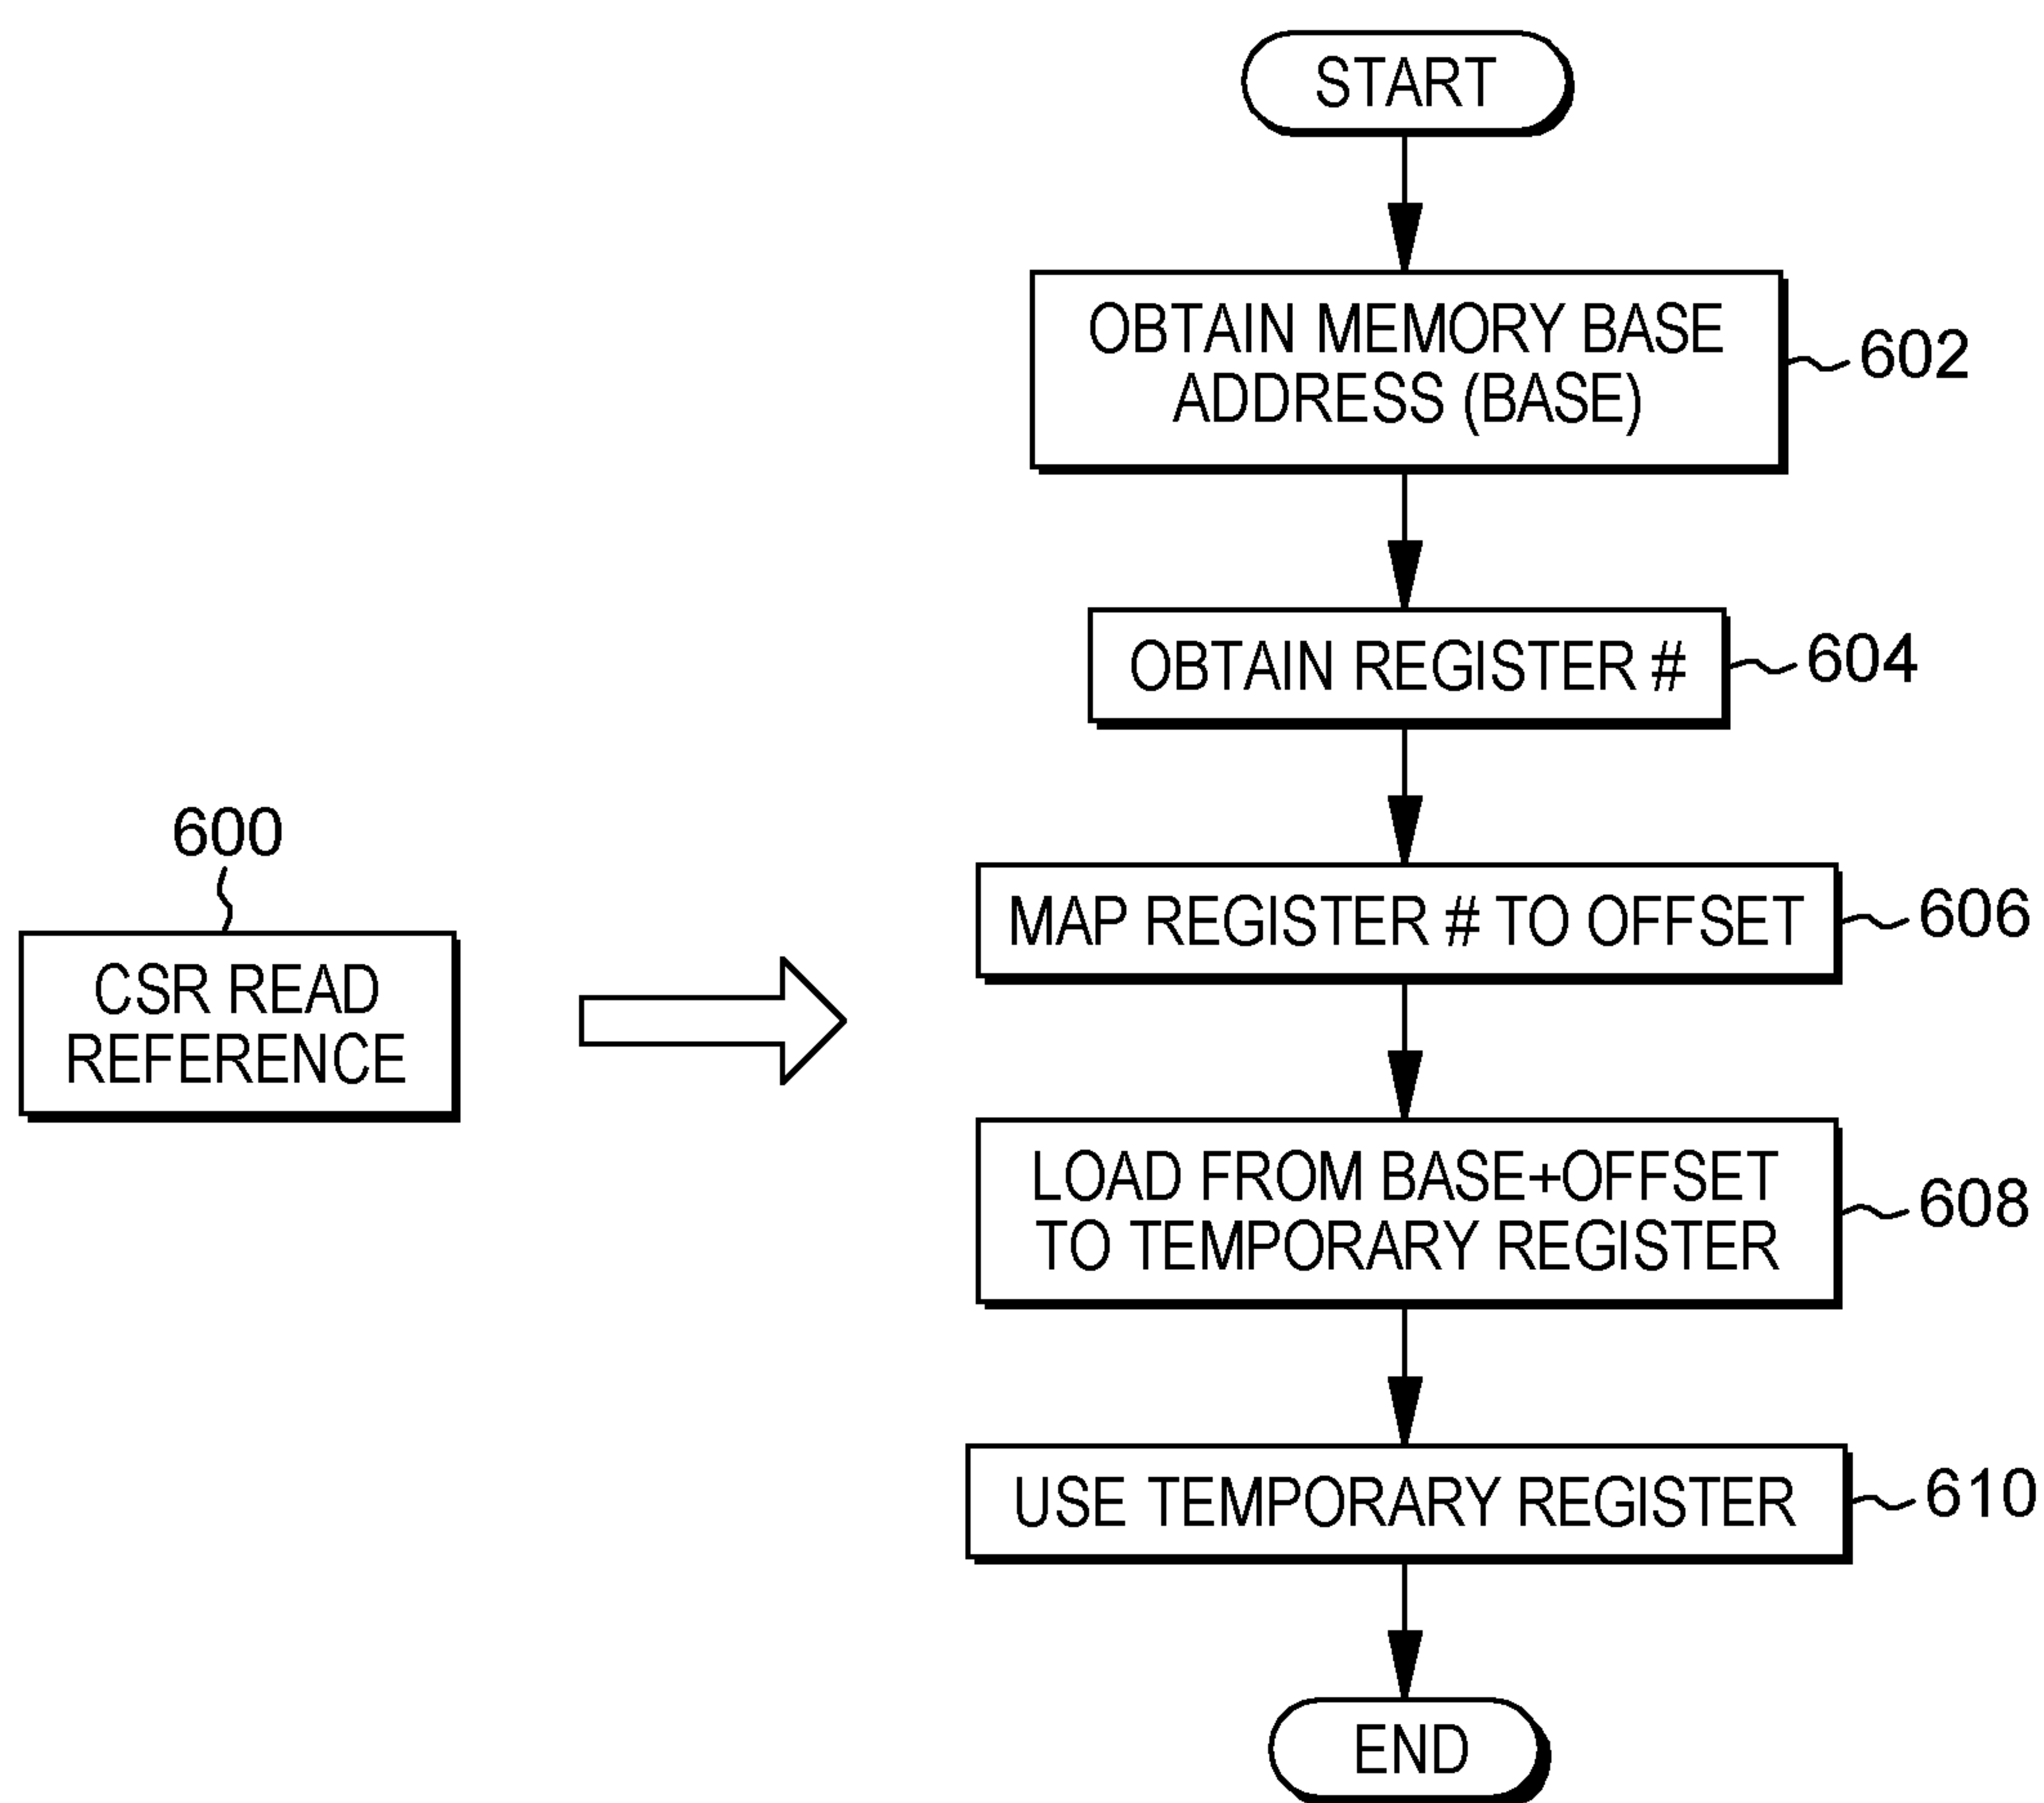 START
OBTAIN MEMORY BASE
ADDRESS (BASE)
602
OBTAIN REGISTER #
604
600
CSR READ
REFERENCE
MAP REGISTER # TO OFFSET
606
LOAD FROM BASE+OFFSET
TO TEMPORARY REGISTER
608
USE TEMPORARY REGISTER
610
END